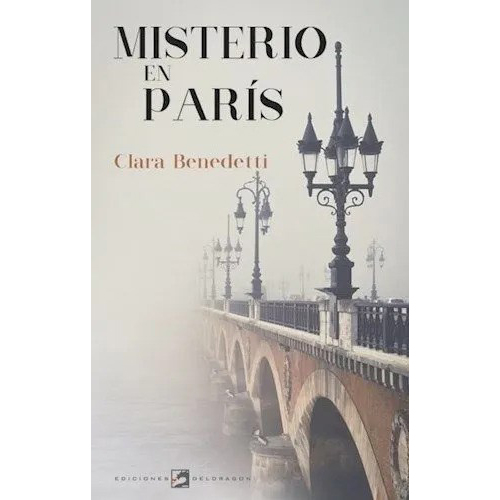 MISTERIO
EN
PARÍS
Clara Benedetti
EDICIONES DELDRAGÓN